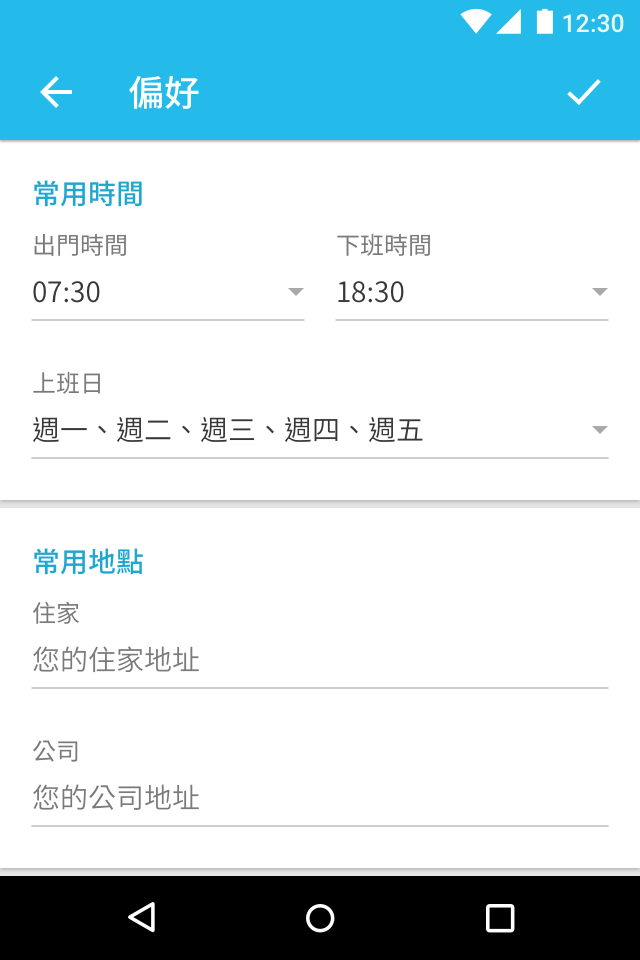 12:30
偏好
常用時間
出門時間 下班時間
07:30 18:30
上班日
週一、週二、週三、週四、週五
常用地點
住家
您的住家地址
公司
您的公司地址